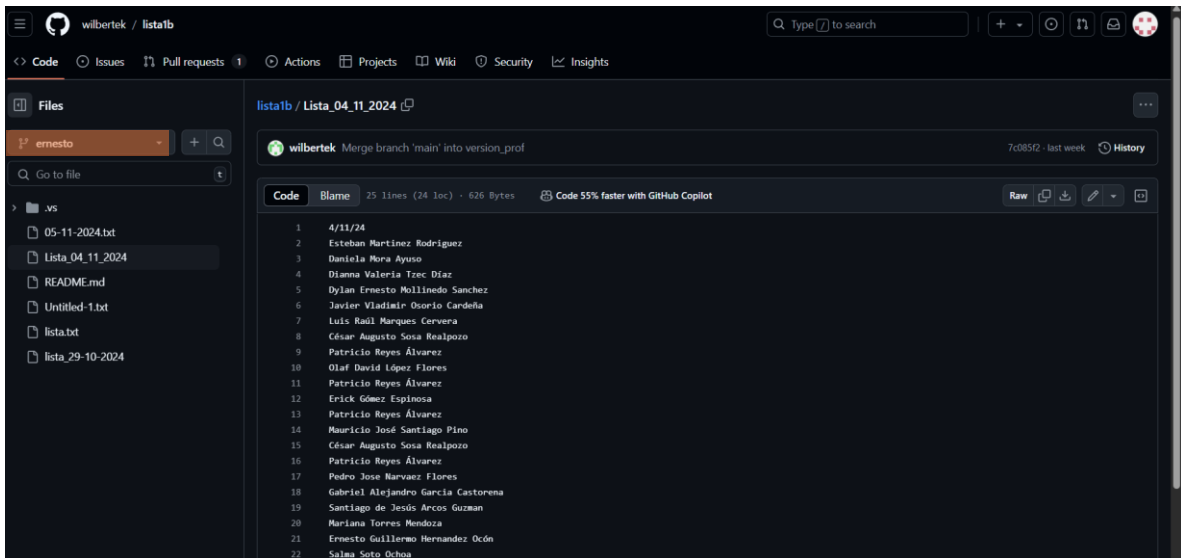 wilbertek / lista1b
Type / to search
<> Code Issues Pull requests 1 Actions Projects Wiki Security Insights
Files
ernesto
Go to file t
.vs
05-11-2024.txt
Lista_04_11_2024
README.md
Untitled-1.txt
lista.txt
lista_29-10-2024
lista1b / Lista_04_11_2024
wilbertek Merge branch 'main' into version_prof 7c085f2 · last week History
Code Blame 25 lines (24 loc) · 626 Bytes Code 55% faster with GitHub Copilot Raw
1 4/11/24
2 Esteban Martinez Rodriguez
3 Daniela Mora Ayuso
4 Dianna Valeria Tzec Díaz
5 Dylan Ernesto Mollinedo Sanchez
6 Javier Vladimir Osorio Cardeña
7 Luis Raúl Marques Cervera
8 César Augusto Sosa Realpozo
9 Patricio Reyes Álvarez
10 Olaf David López Flores
11 Patricio Reyes Álvarez
12 Erick Gómez Espinosa
13 Patricio Reyes Álvarez
14 Mauricio José Santiago Pino
15 César Augusto Sosa Realpozo
16 Patricio Reyes Álvarez
17 Pedro Jose Narvaez Flores
18 Gabriel Alejandro Garcia Castorena
19 Santiago de Jesús Arcos Guzman
20 Mariana Torres Mendoza
21 Ernesto Guillermo Hernandez Ocón
22 Salma Soto Ochoa